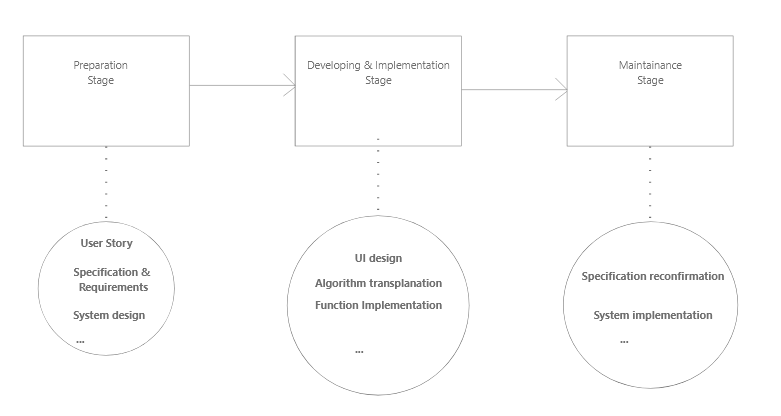 Preparation
Stage
Developing & Implementation
Stage
Maintainance
Stage
User Story
Specification &
Requirements
System design
...
UI design
Algorithm transplanation
Function Implementation
...
Specification reconfirmation
System implementation
...